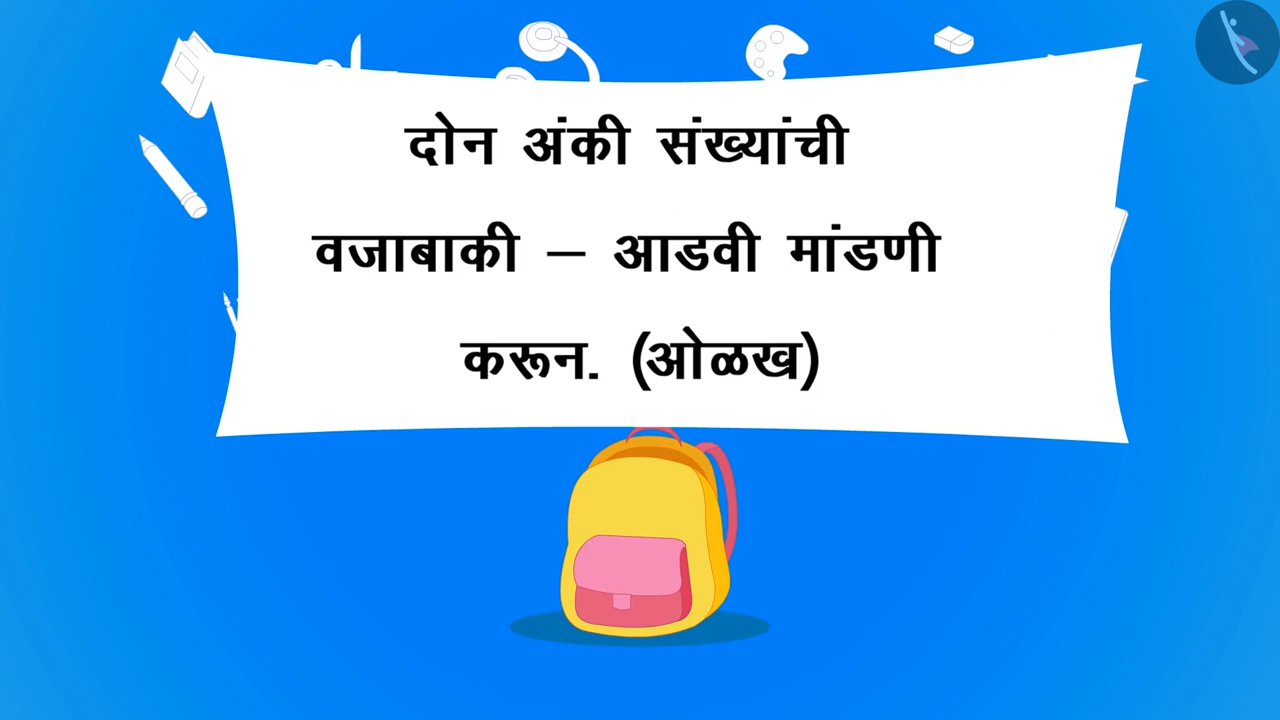 दोन अंकी संख्यांची
वजाबाकी – आडवी मांडणी
करून. (ओळख)